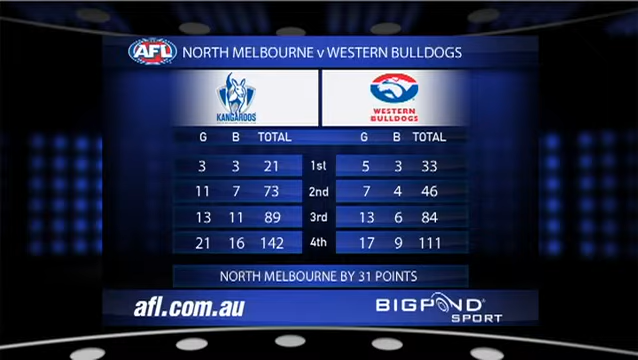 AFL NORTH MELBOURNE v WESTERN BULLDOGS
KANGAROOS
WESTERN
BULLDOGS
G B TOTAL G B TOTAL
3 3 21 1st 5 3 33
11 7 73 2nd 7 4 46
13 11 89 3rd 13 6 84
21 16 142 4th 17 9 111
NORTH MELBOURNE BY 31 POINTS
afl.com.au BIGPOND
SPORT